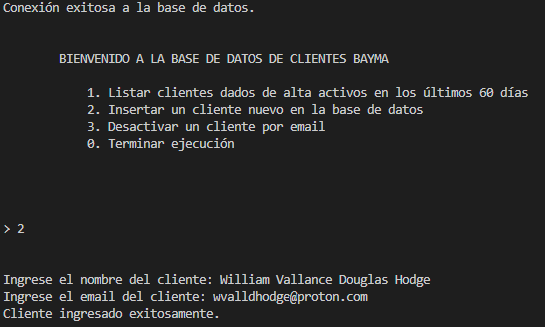 Conexión exitosa a la base de datos.
BIENVENIDO A LA BASE DE DATOS DE CLIENTES BAYMA
1. Listar clientes dados de alta activos en los últimos 60 días
2. Insertar un cliente nuevo en la base de datos
3. Desactivar un cliente por email
0. Terminar ejecución
> 2
Ingrese el nombre del cliente: William Vallance Douglas Hodge
Ingrese el email del cliente: wvalldhodge@proton.com
Cliente ingresado exitosamente.